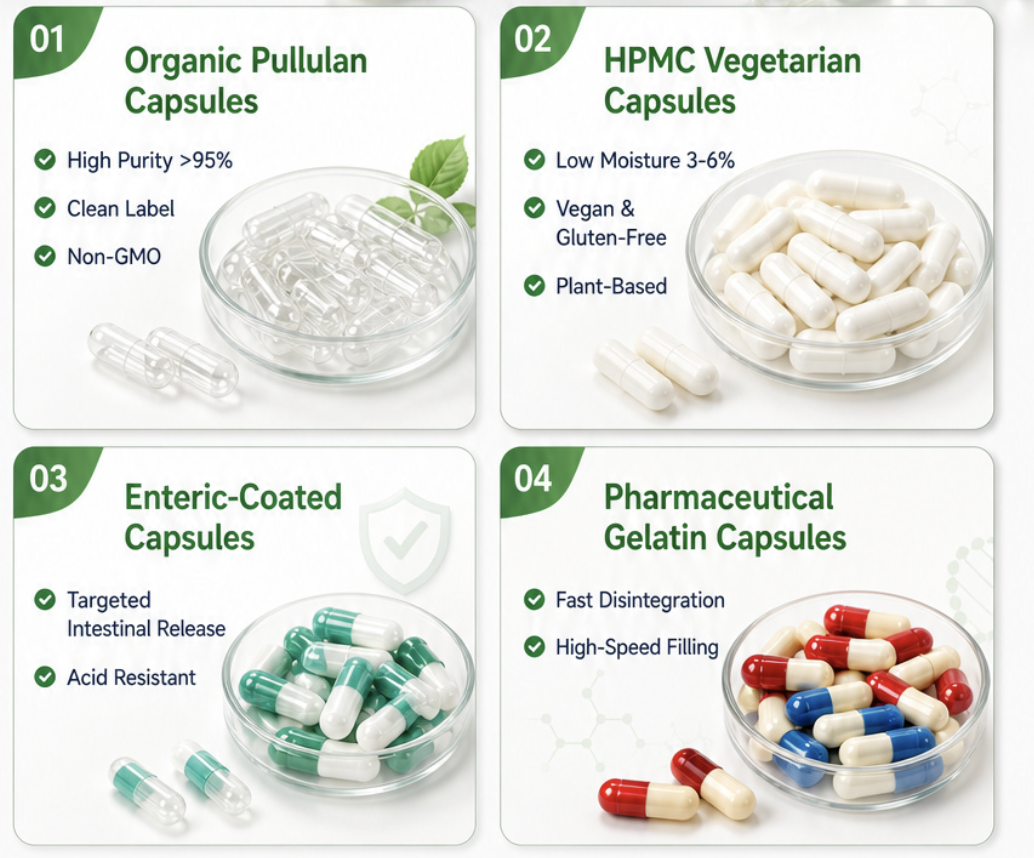 01
Organic Pullulan
Capsules
High Purity >95%
Clean Label
Non-GMO
02
HPMC Vegetarian
Capsules
Low Moisture 3-6%
Vegan &
Gluten-Free
Plant-Based
03
Enteric-Coated
Capsules
Targeted
Intestinal Release
Acid Resistant
04
Pharmaceutical
Gelatin Capsules
Fast Disintegration
High-Speed Filling